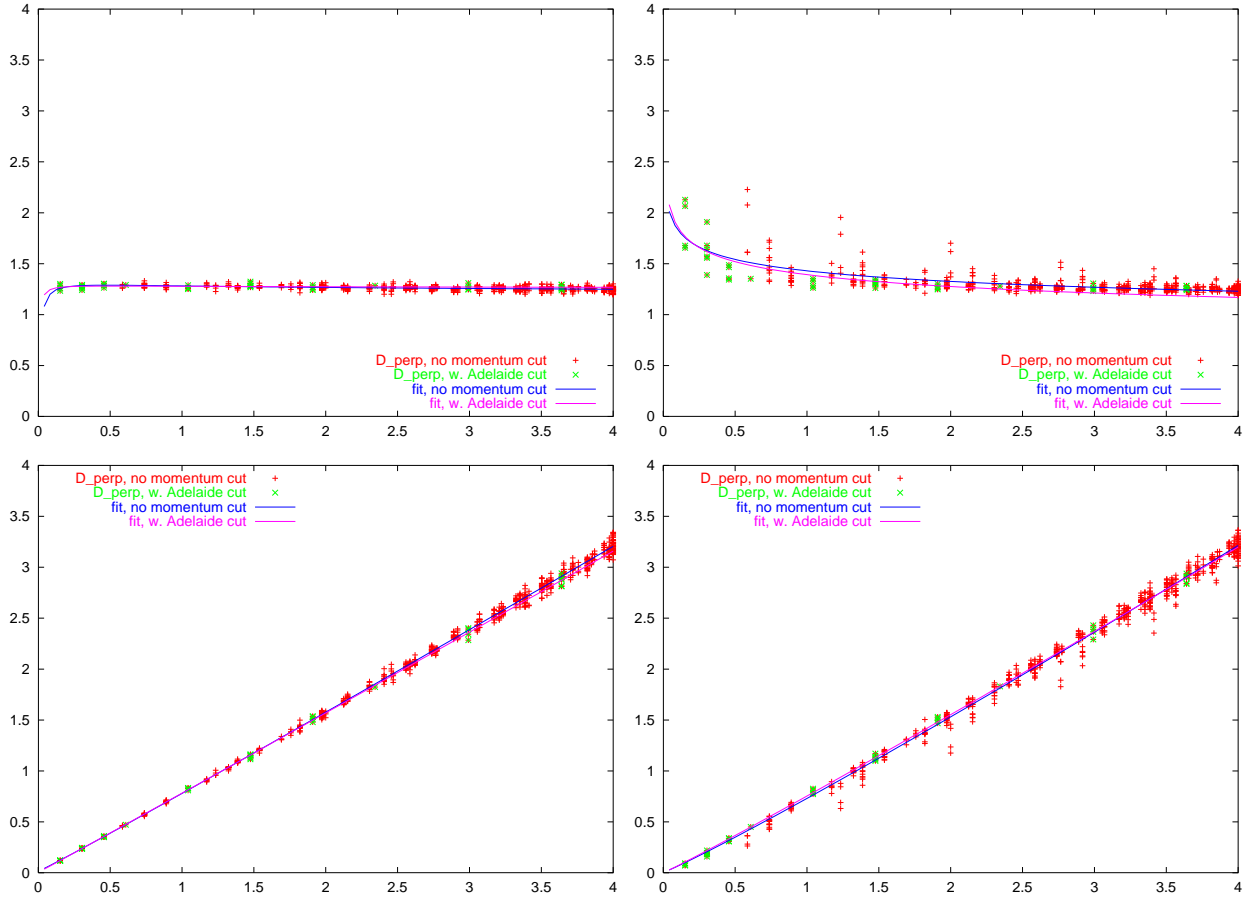 4
3.5
3
2.5
2
1.5
1
0.5
0
D_perp, no momentum cut
D_perp, w. Adelaide cut
fit, no momentum cut
fit, w. Adelaide cut
0 0.5 1 1.5 2 2.5 3 3.5 4
4
3.5
3
2.5
2
1.5
1
0.5
0
D_perp, no momentum cut
D_perp, w. Adelaide cut
fit, no momentum cut
fit, w. Adelaide cut
0 0.5 1 1.5 2 2.5 3 3.5 4
4
3.5
3
2.5
2
1.5
1
0.5
0
D_perp, no momentum cut
D_perp, w. Adelaide cut
fit, no momentum cut
fit, w. Adelaide cut
0 0.5 1 1.5 2 2.5 3 3.5 4
4
3.5
3
2.5
2
1.5
1
0.5
0
D_perp, no momentum cut
D_perp, w. Adelaide cut
fit, no momentum cut
fit, w. Adelaide cut
0 0.5 1 1.5 2 2.5 3 3.5 4